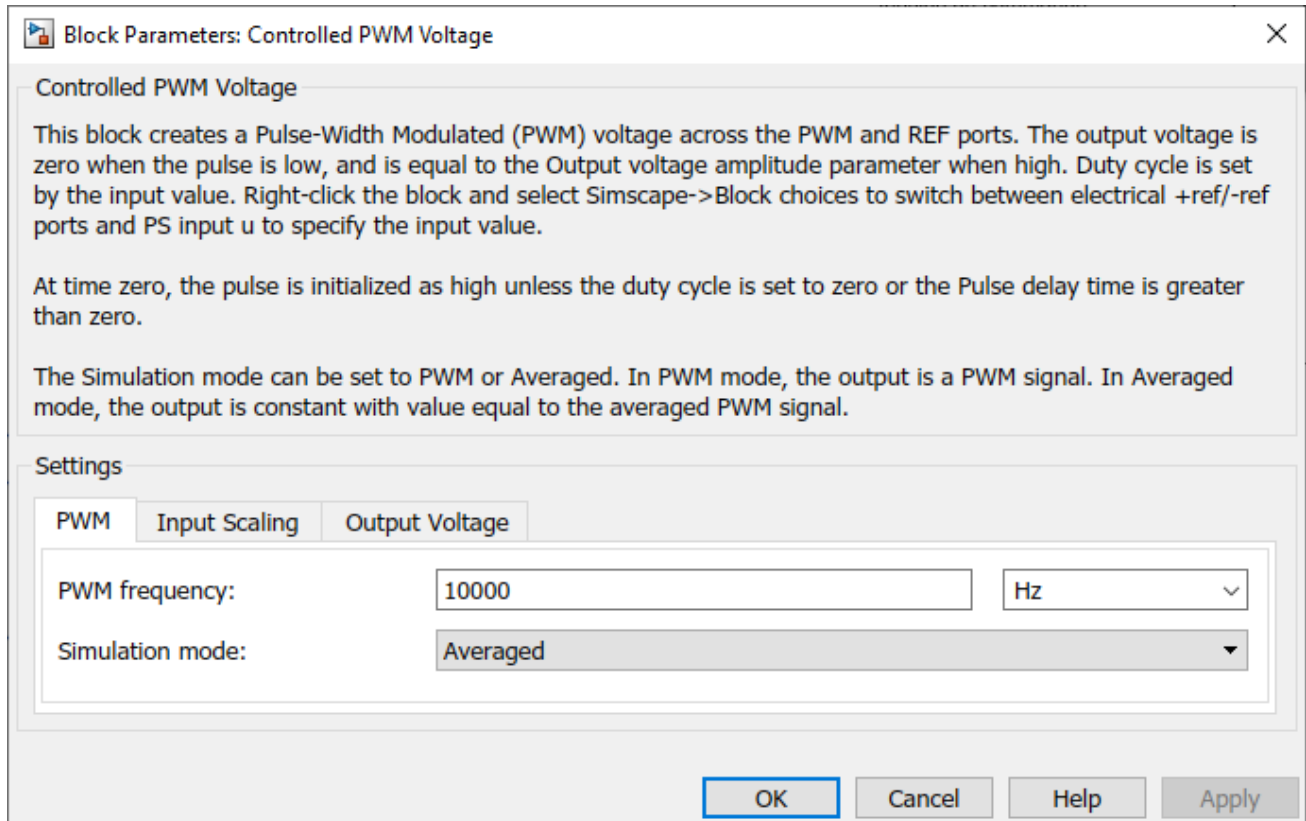 Block Parameters: Controlled PWM Voltage
Controlled PWM Voltage
This block creates a Pulse-Width Modulated (PWM) voltage across the PWM and REF ports. The output voltage is
zero when the pulse is low, and is equal to the Output voltage amplitude parameter when high. Duty cycle is set
by the input value. Right-click the block and select Simscape->Block choices to switch between electrical +ref/-ref
ports and PS input u to specify the input value.
At time zero, the pulse is initialized as high unless the duty cycle is set to zero or the Pulse delay time is greater
than zero.
The Simulation mode can be set to PWM or Averaged. In PWM mode, the output is a PWM signal. In Averaged
mode, the output is constant with value equal to the averaged PWM signal.
Settings
PWM Input Scaling Output Voltage
PWM frequency: 10000 Hz
Simulation mode: Averaged
OK Cancel Help Apply